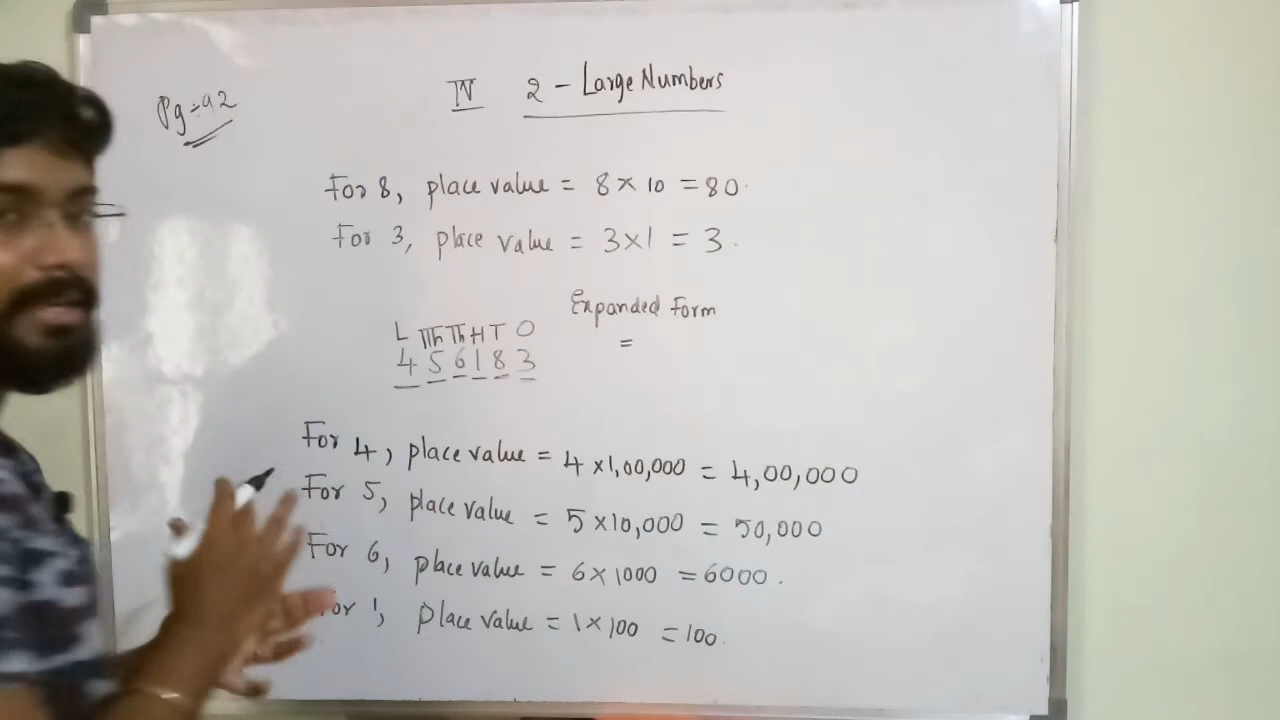 Pg:-92
IV 2 - Large Numbers
For 8, place value = 8 × 10 = 80.
For 3, place value = 3 × 1 = 3.
Expanded Form
=
L TTh Th H T O
4 5 6 1 8 3
For 4, place value = 4 × 1,00,000 = 4,00,000
For 5, place value = 5 × 10,000 = 50,000
For 6, place value = 6 × 1000 = 6000.
For 1, place value = 1 × 100 = 100.